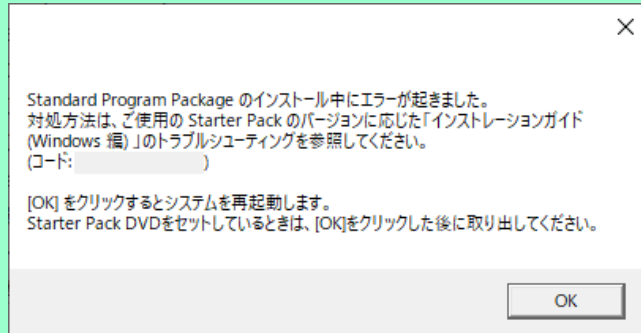 Standard Program Package のインストール中にエラーが起きました。
対処方法は、ご使用の Starter Pack のバージョンに応じた「インストレーションガイド
(Windows 編) 」のトラブルシューティングを参照してください。
(コード: )
[OK] をクリックするとシステムを再起動します。
Starter Pack DVDをセットしているときは、[OK]をクリックした後に取り出してください。
OK